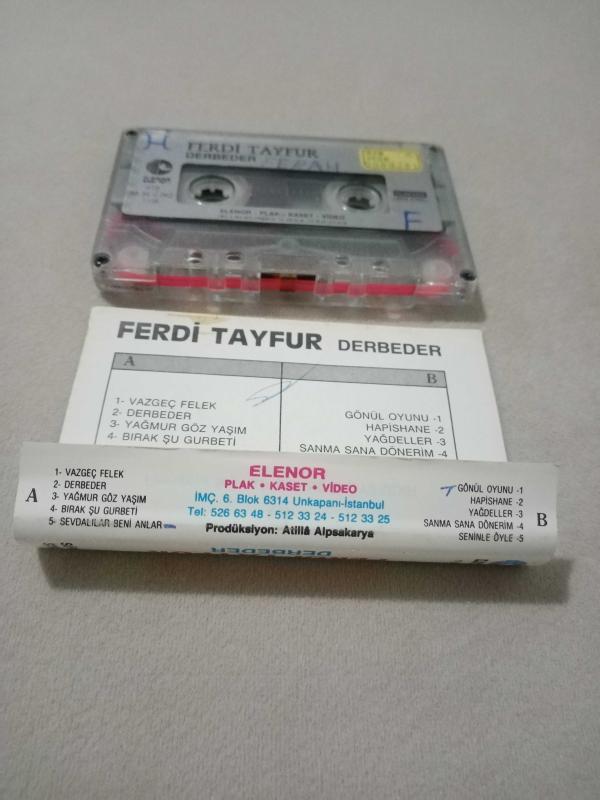 H
FERDİ TAYFUR
DERBEDER
ELENOR
F
ELENOR - PLAK - KASET - VİDEO
FERDİ TAYFUR DERBEDER
A
B
1- VAZGEÇ FELEK
2- DERBEDER
3- YAĞMUR GÖZ YAŞIM
4- BIRAK ŞU GURBETİ
GÖNÜL OYUNU -1
HAPİSHANE -2
YAĞDELLER -3
SANMA SANA DÖNERİM -4
A
1- VAZGEÇ FELEK
2- DERBEDER
3- YAĞMUR GÖZ YAŞIM
4- BIRAK ŞU GURBETİ
5- SEVDALILAR BENİ ANLAR
ELENOR
PLAK • KASET • VİDEO
İMÇ. 6. Blok 6314 Unkapanı-İstanbul
Tel: 526 63 48 - 512 33 24 - 512 33 25
Prodüksiyon: Atillâ Alpsakarya
GÖNÜL OYUNU -1
HAPİSHANE -2
YAĞDELLER -3
SANMA SANA DÖNERİM -4
SENİNLE ÖYLE -5
B
DERBEDER